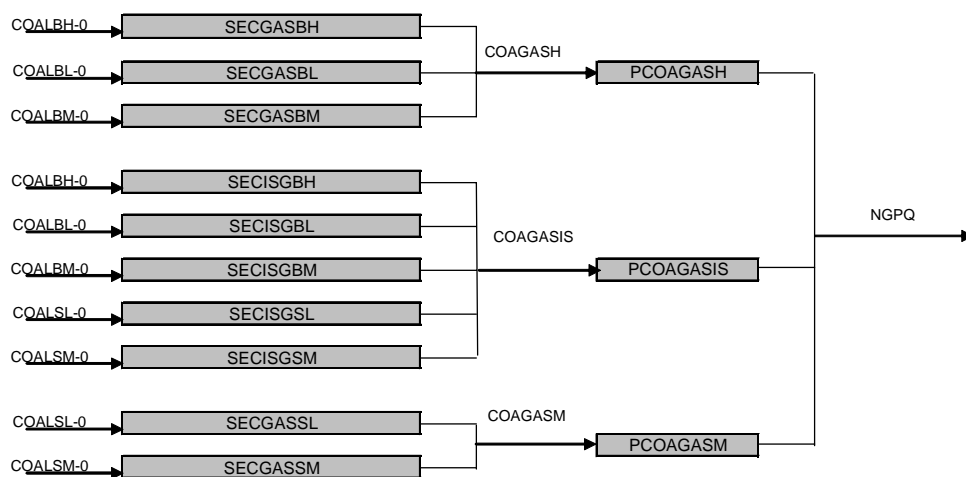 COALBH-0
SECGASBH
COAGASH
COALBL-0
SECGASBL
PCOAGASH
COALBM-0
SECGASBM
COALBH-0
SECISGBH
COALBL-0
SECISGBL
NGPQ
COAGASIS
COALBM-0
SECISGBM
PCOAGASIS
COALSL-0
SECISGSL
COALSM-0
SECISGSM
COALSL-0
SECGASSL
COAGASM
PCOAGASM
COALSM-0
SECGASSM